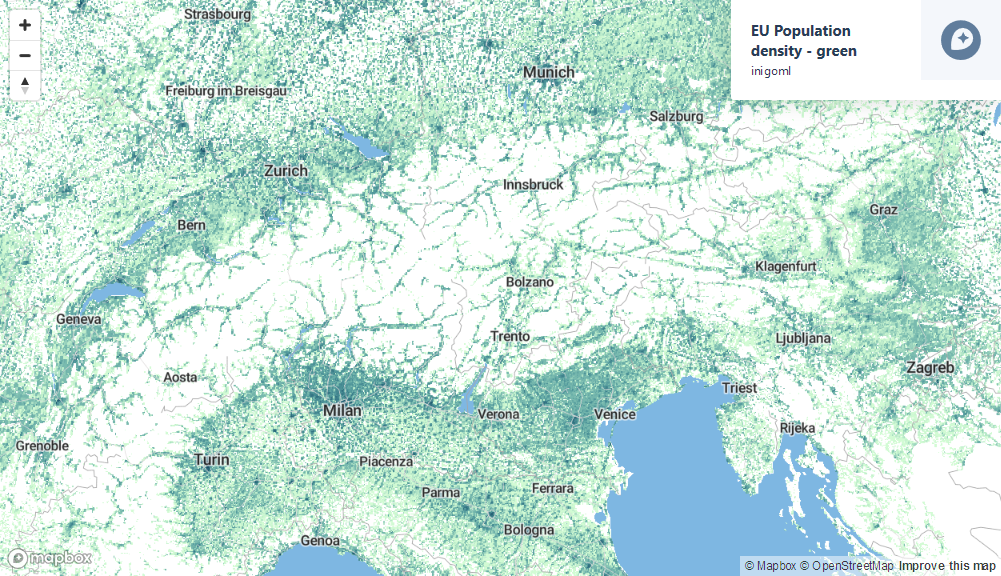 EU Population
density - green
inigoml
Strasbourg
Munich
Freiburg im Breisgau
Salzburg
Zurich
Innsbruck
Graz
Bern
Klagenfurt
Bolzano
Geneva
Trento
Ljubljana
Zagreb
Aosta
Triest
Milan
Verona
Venice
Rijeka
Grenoble
Turin
Piacenza
Parma
Ferrara
Bologna
Genoa
mapbox
© Mapbox © OpenStreetMap Improve this map